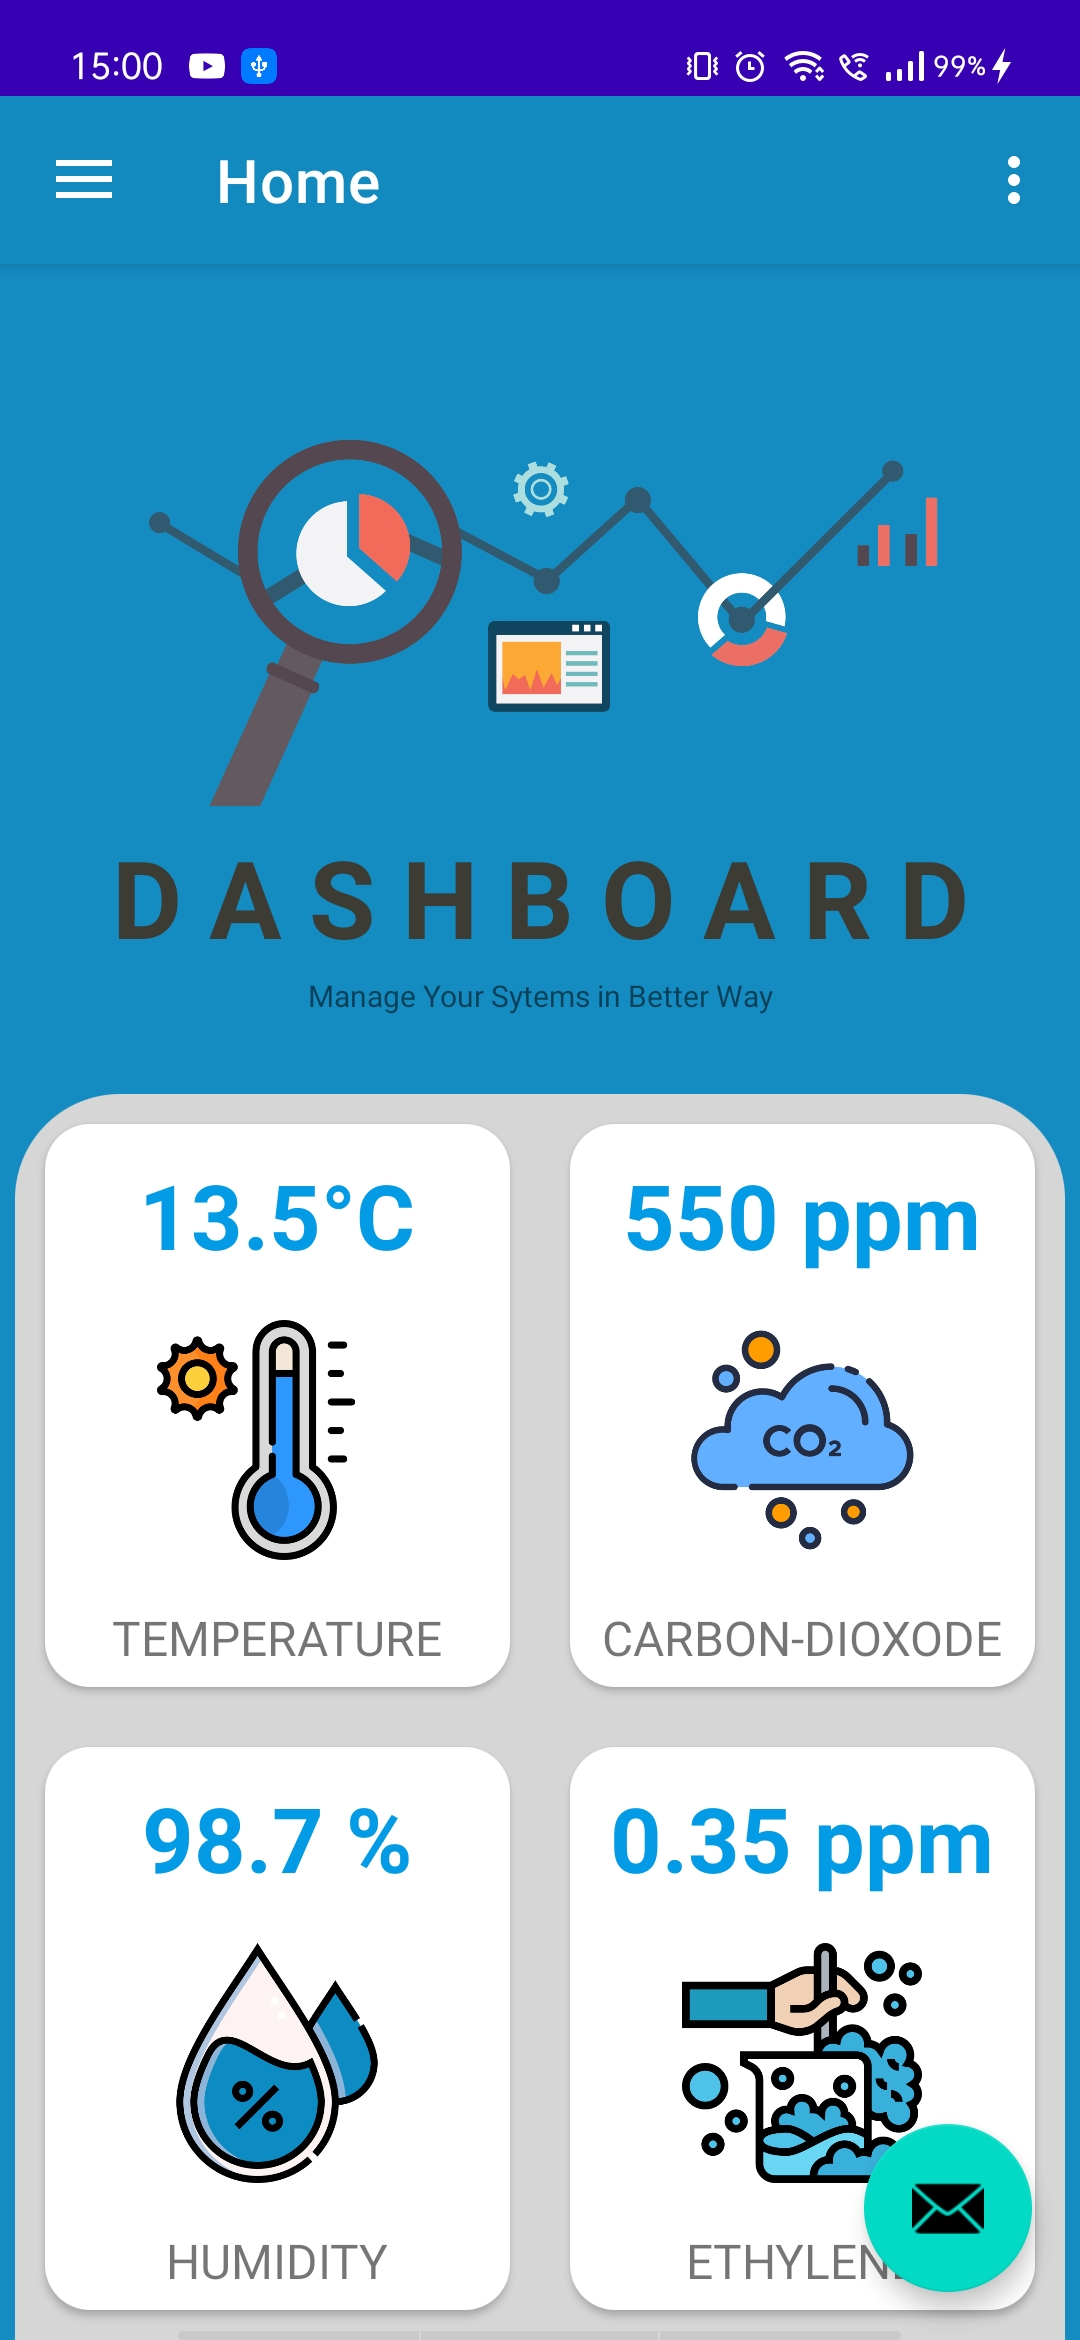 15:00 99%
Home
DASHBOARD
Manage Your Sytems in Better Way
13.5°C
550 ppm
CO₂
TEMPERATURE
CARBON-DIOXODE
98.7 %
0.35 ppm
%
HUMIDITY